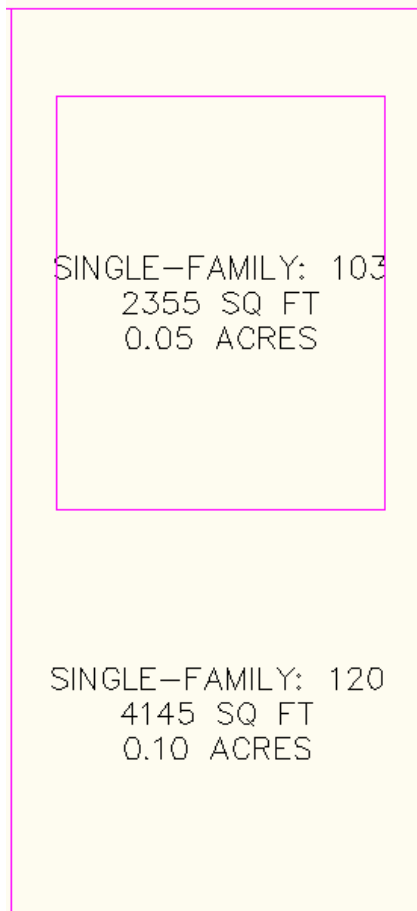 SINGLE-FAMILY: 103
2355 SQ FT
0.05 ACRES
SINGLE-FAMILY: 120
4145 SQ FT
0.10 ACRES